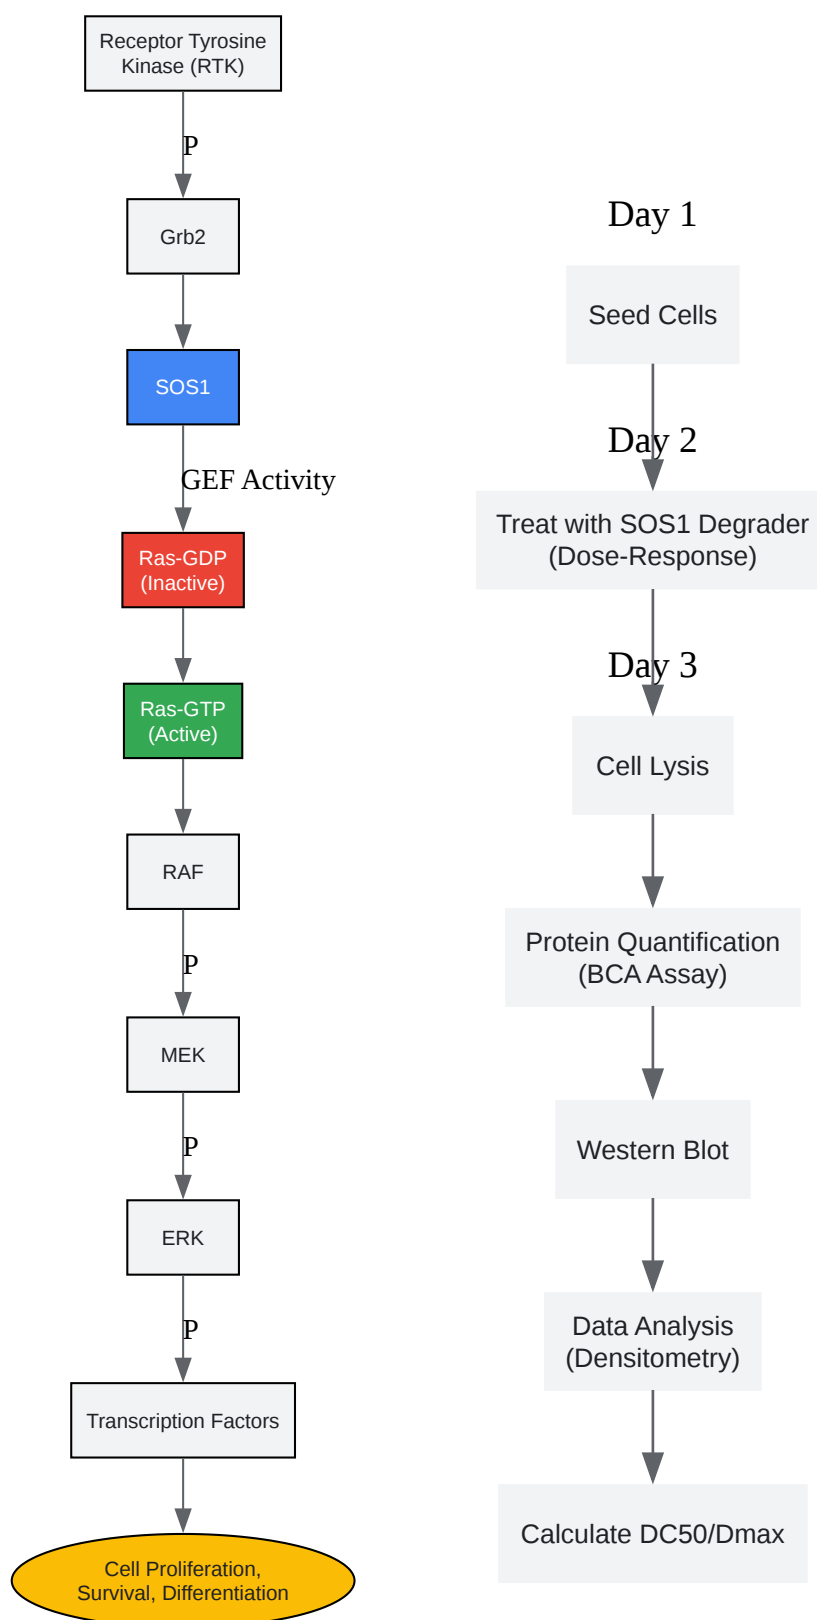 Receptor Tyrosine
Kinase (RTK)
P
Grb2
SOS1
GEF Activity
Ras-GDP
(Inactive)
Ras-GTP
(Active)
RAF
P
MEK
P
ERK
P
Transcription Factors
Cell Proliferation,
Survival, Differentiation
Day 1
Seed Cells
Day 2
Treat with SOS1 Degrader
(Dose-Response)
Day 3
Cell Lysis
Protein Quantification
(BCA Assay)
Western Blot
Data Analysis
(Densitometry)
Calculate DC50/Dmax